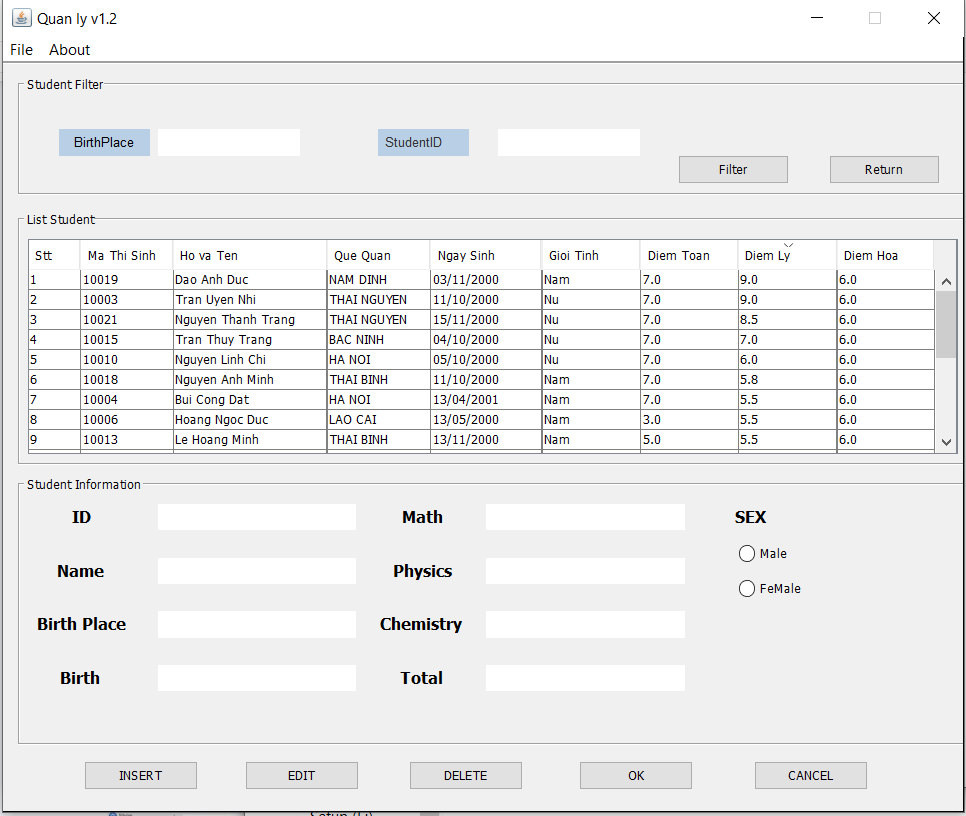 Quan ly v1.2
File About
Student Filter
BirthPlace StudentID
Filter Return
List Student
Stt Ma Thi Sinh Ho va Ten Que Quan Ngay Sinh Gioi Tinh Diem Toan Diem Ly Diem Hoa
1 10019 Dao Anh Duc NAM DINH 03/11/2000 Nam 7.0 9.0 6.0
2 10003 Tran Uyen Nhi THAI NGUYEN 11/10/2000 Nu 7.0 9.0 6.0
3 10021 Nguyen Thanh Trang THAI NGUYEN 15/11/2000 Nu 7.0 8.5 6.0
4 10015 Tran Thuy Trang BAC NINH 04/10/2000 Nu 7.0 7.0 6.0
5 10010 Nguyen Linh Chi HA NOI 05/10/2000 Nu 7.0 6.0 6.0
6 10018 Nguyen Anh Minh THAI BINH 11/10/2000 Nam 7.0 5.8 6.0
7 10004 Bui Cong Dat HA NOI 13/04/2001 Nam 7.0 5.5 6.0
8 10006 Hoang Ngoc Duc LAO CAI 13/05/2000 Nam 3.0 5.5 6.0
9 10013 Le Hoang Minh THAI BINH 13/11/2000 Nam 5.0 5.5 6.0
Student Information
ID Math SEX
Male
Name Physics
FeMale
Birth Place Chemistry
Birth Total
INSERT EDIT DELETE OK CANCEL